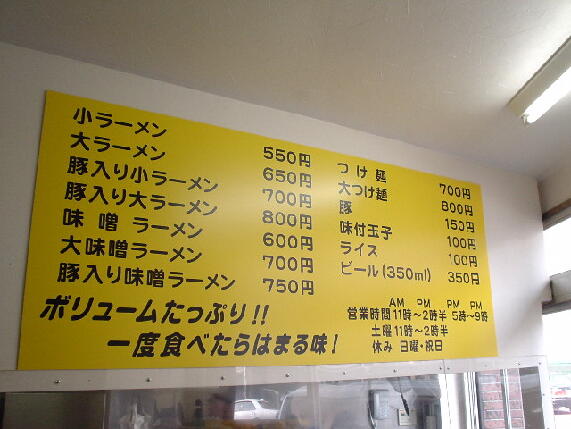 小ラーメン 550円
大ラーメン 650円
豚入り小ラーメン 700円
豚入り大ラーメン 800円
味噌 ラーメン 600円
大味噌ラーメン 700円
豚入り味噌ラーメン 750円
つけ麺 700円
大つけ麺 800円
豚 150円
味付玉子 100円
ライス 100円
ビール(350ml) 350円
ボリュームたっぷり!!
一度食べたらはまる味!
AM PM PM PM
営業時間11時〜2時半 5時〜9時
土曜11時〜2時半
休み 日曜・祝日